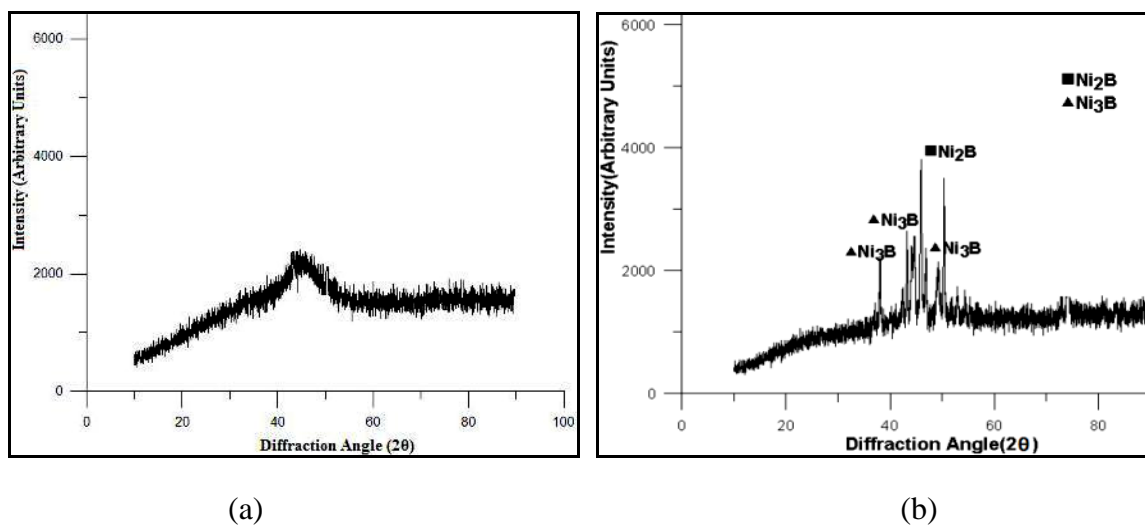 6000
4000
2000
0
0
20
40
60
80
100
Intensity (Arbitrary Units)
Diffraction Angle (2θ)
6000
4000
2000
0
0
20
40
60
80
Intensity(Arbitrary Units)
Diffraction Angle(2θ)
■Ni₂B
▲Ni₃B
■Ni₂B
▲Ni₃B
▲Ni₃B
▲Ni₃B
(a)
(b)